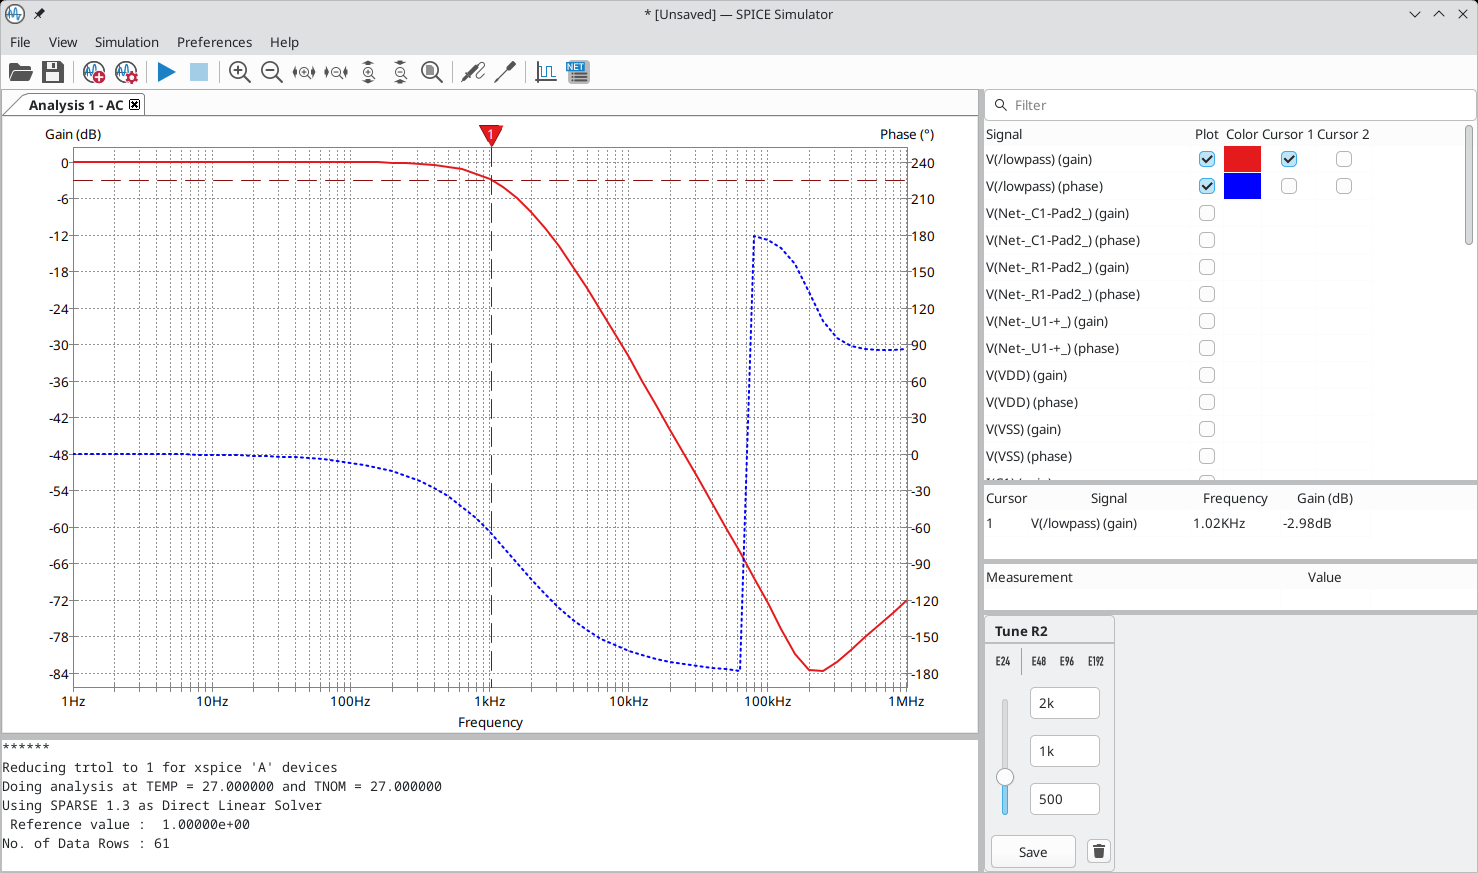 * [Unsaved] — SPICE Simulator
File View Simulation Preferences Help
NET
Analysis 1 - AC
Gain (dB) 1 Phase (°)
0 240
-6 210
-12 180
-18 150
-24 120
-30 90
-36 60
-42 30
-48 0
-54 -30
-60 -60
-66 -90
-72 -120
-78 -150
-84 -180
1Hz 10Hz 100Hz 1kHz 10kHz 100kHz 1MHz
Frequency
******
Reducing trtol to 1 for xspice 'A' devices
Doing analysis at TEMP = 27.000000 and TNOM = 27.000000
Using SPARSE 1.3 as Direct Linear Solver
Reference value : 1.00000e+00
No. of Data Rows : 61
Filter
Signal Plot Color Cursor 1 Cursor 2
V(/lowpass) (gain)
V(/lowpass) (phase)
V(Net-_C1-Pad2_) (gain)
V(Net-_C1-Pad2_) (phase)
V(Net-_R1-Pad2_) (gain)
V(Net-_R1-Pad2_) (phase)
V(Net-_U1-+_) (gain)
V(Net-_U1-+_) (phase)
V(VDD) (gain)
V(VDD) (phase)
V(VSS) (gain)
V(VSS) (phase)
Cursor Signal Frequency Gain (dB)
1 V(/lowpass) (gain) 1.02KHz -2.98dB
Measurement Value
Tune R2
E24 E48 E96 E192
2k
1k
500
Save